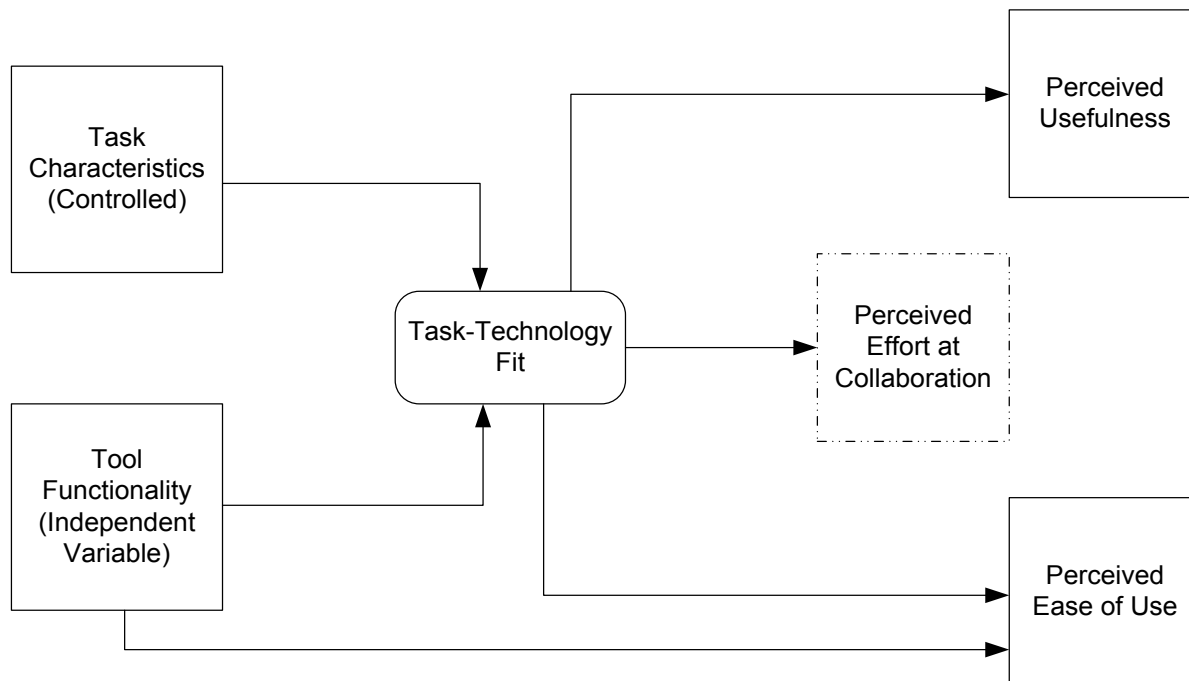 Perceived
Usefulness
Task
Characteristics
(Controlled)
Task-Technology
Fit
Perceived
Effort at
Collaboration
Tool
Functionality
(Independent
Variable)
Perceived
Ease of Use